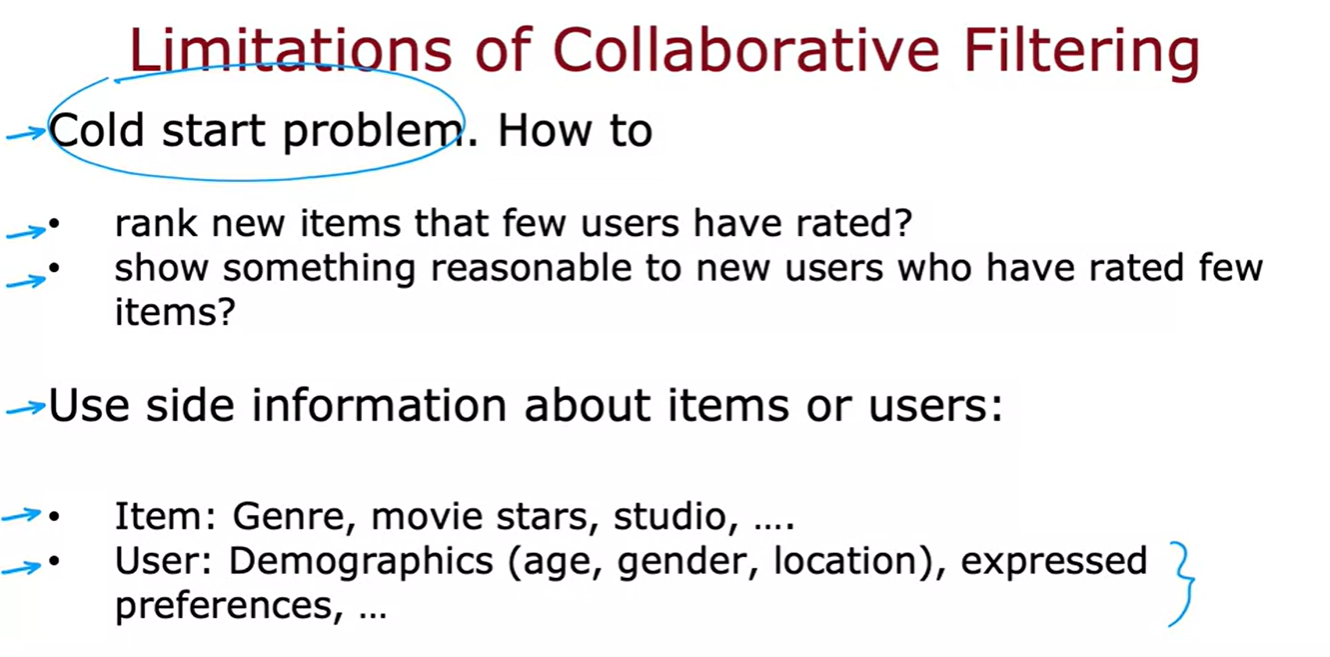 Limitations of Collaborative Filtering
Cold start problem. How to
• rank new items that few users have rated?
• show something reasonable to new users who have rated few
items?
Use side information about items or users:
• Item: Genre, movie stars, studio, ....
• User: Demographics (age, gender, location), expressed
preferences, ...